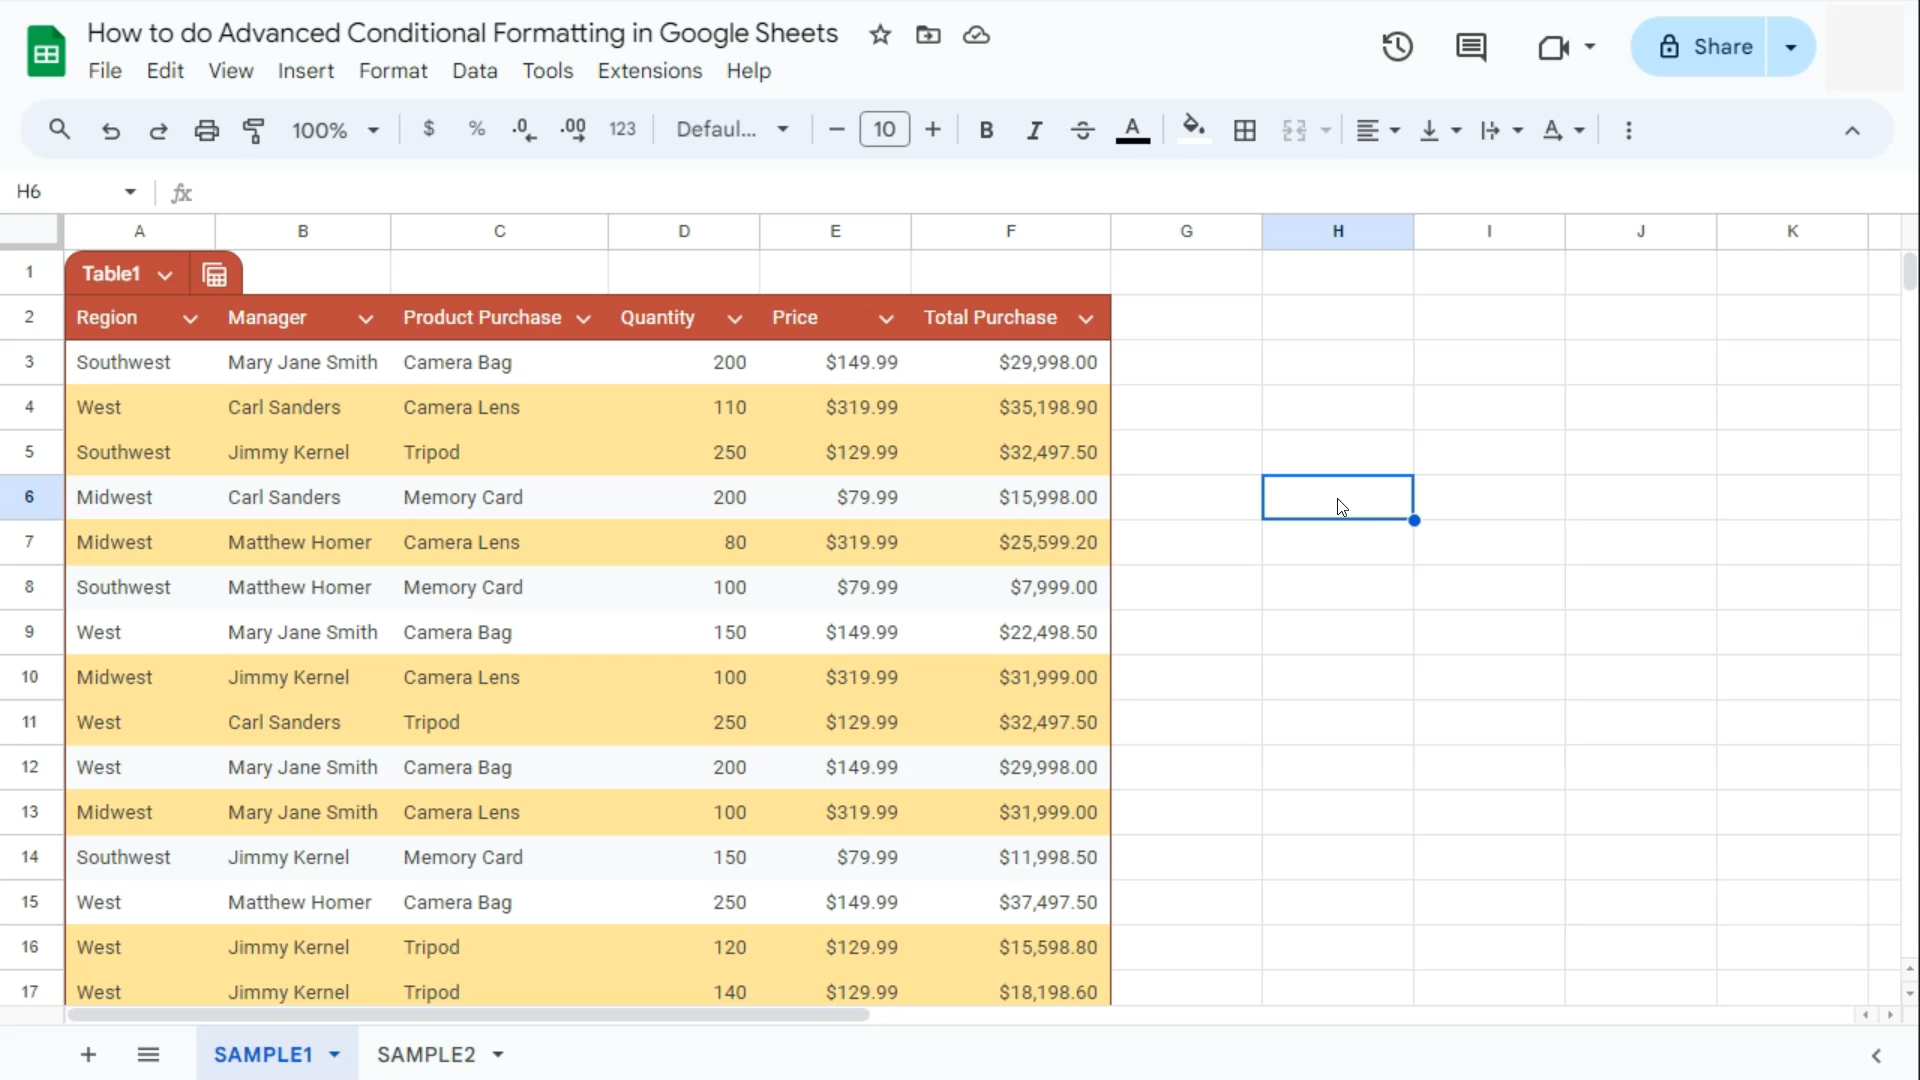 How to do Advanced Conditional Formatting in Google Sheets
File Edit View Insert Format Data Tools Extensions Help
Share
100% $ % .0 .00 123 Defaul... 10 B I S A A
H6 fx
A B C D E F G H I J K
1 Table1
2 Region Manager Product Purchase Quantity Price Total Purchase
3 Southwest Mary Jane Smith Camera Bag 200 $149.99 $29,998.00
4 West Carl Sanders Camera Lens 110 $319.99 $35,198.90
5 Southwest Jimmy Kernel Tripod 250 $129.99 $32,497.50
6 Midwest Carl Sanders Memory Card 200 $79.99 $15,998.00
7 Midwest Matthew Homer Camera Lens 80 $319.99 $25,599.20
8 Southwest Matthew Homer Memory Card 100 $79.99 $7,999.00
9 West Mary Jane Smith Camera Bag 150 $149.99 $22,498.50
10 Midwest Jimmy Kernel Camera Lens 100 $319.99 $31,999.00
11 West Carl Sanders Tripod 250 $129.99 $32,497.50
12 West Mary Jane Smith Camera Bag 200 $149.99 $29,998.00
13 Midwest Mary Jane Smith Camera Lens 100 $319.99 $31,999.00
14 Southwest Jimmy Kernel Memory Card 150 $79.99 $11,998.50
15 West Matthew Homer Camera Bag 250 $149.99 $37,497.50
16 West Jimmy Kernel Tripod 120 $129.99 $15,598.80
17 West Jimmy Kernel Tripod 140 $129.99 $18,198.60
SAMPLE1 SAMPLE2